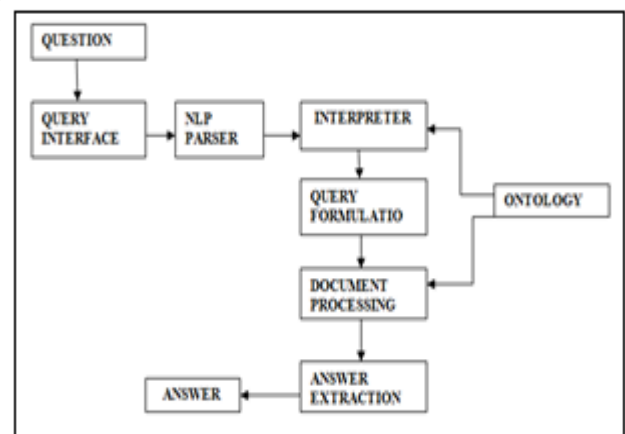 QUESTION
QUERY
INTERFACE
NLP
PARSER
INTERPRETER
QUERY
FORMULATIO
ONTOLOGY
DOCUMENT
PROCESSING
ANSWER
EXTRACTION
ANSWER